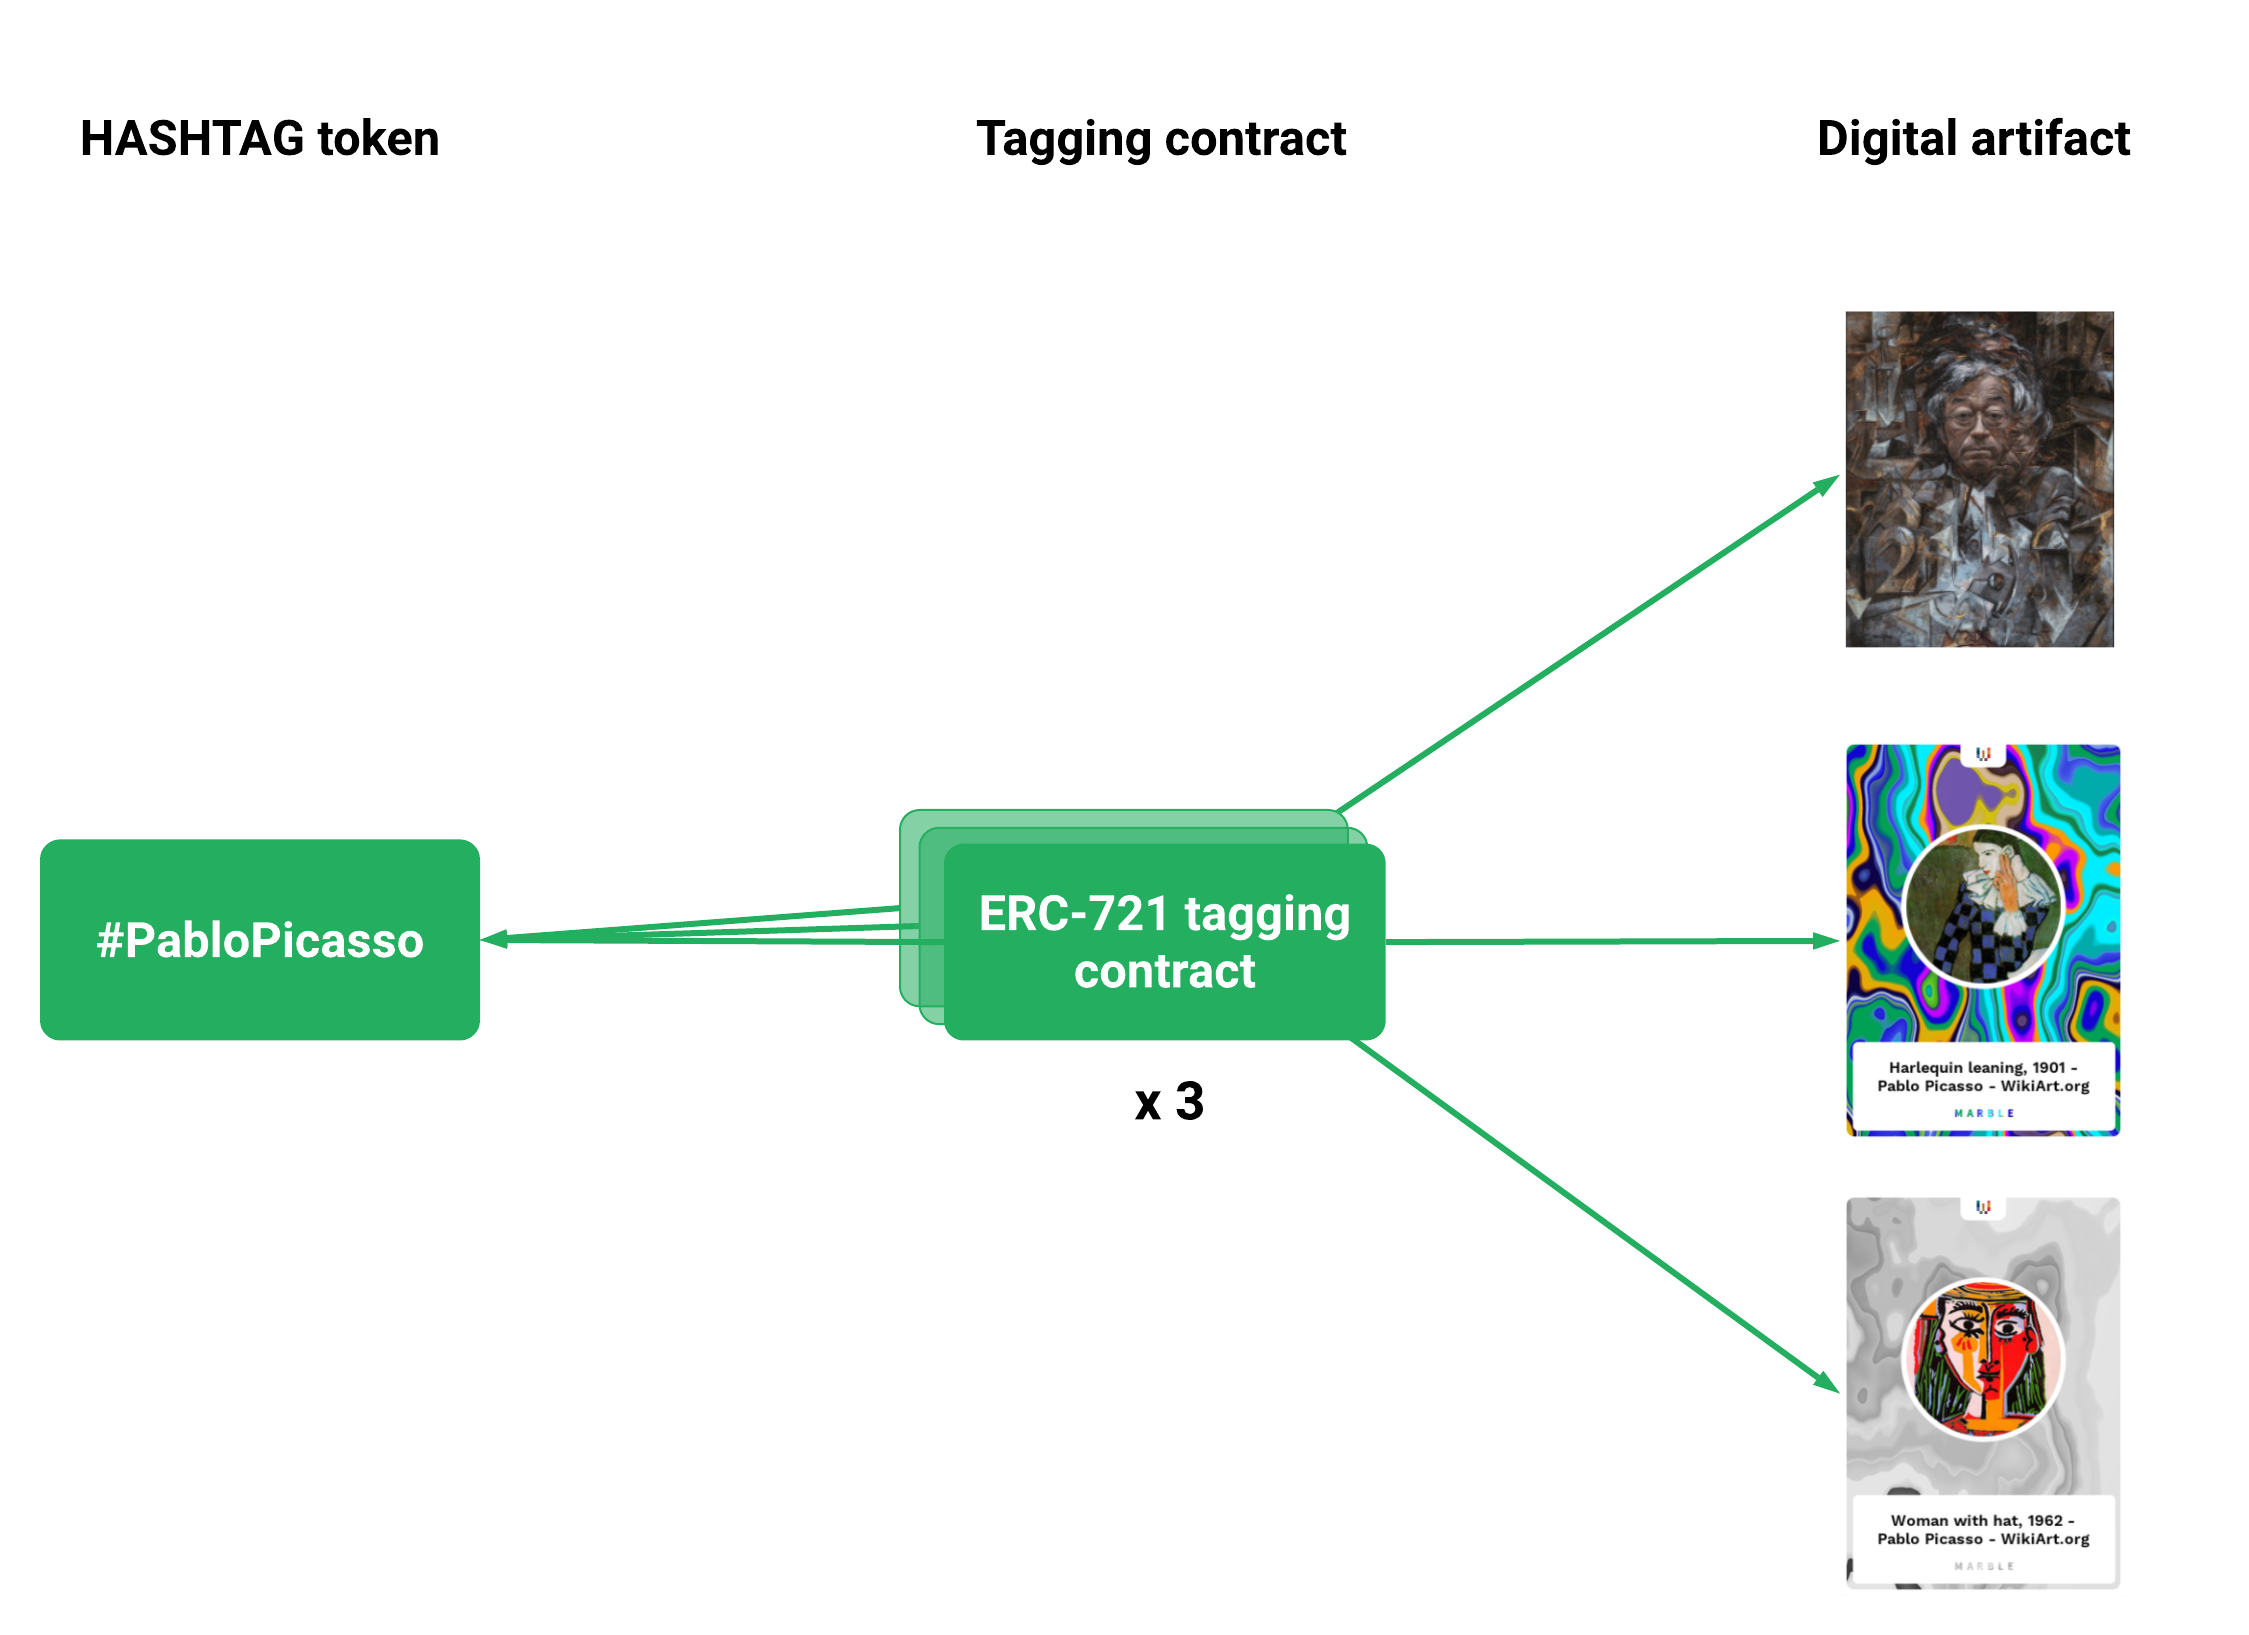 HASHTAG token
Tagging contract
Digital artifact
#PabloPicasso
ERC-721 tagging
contract
x 3
21
Harlequin leaning, 1901 -
Pablo Picasso - WikiArt.org
MARBLE
Woman with hat, 1962 -
Pablo Picasso - WikiArt.org
MARBLE